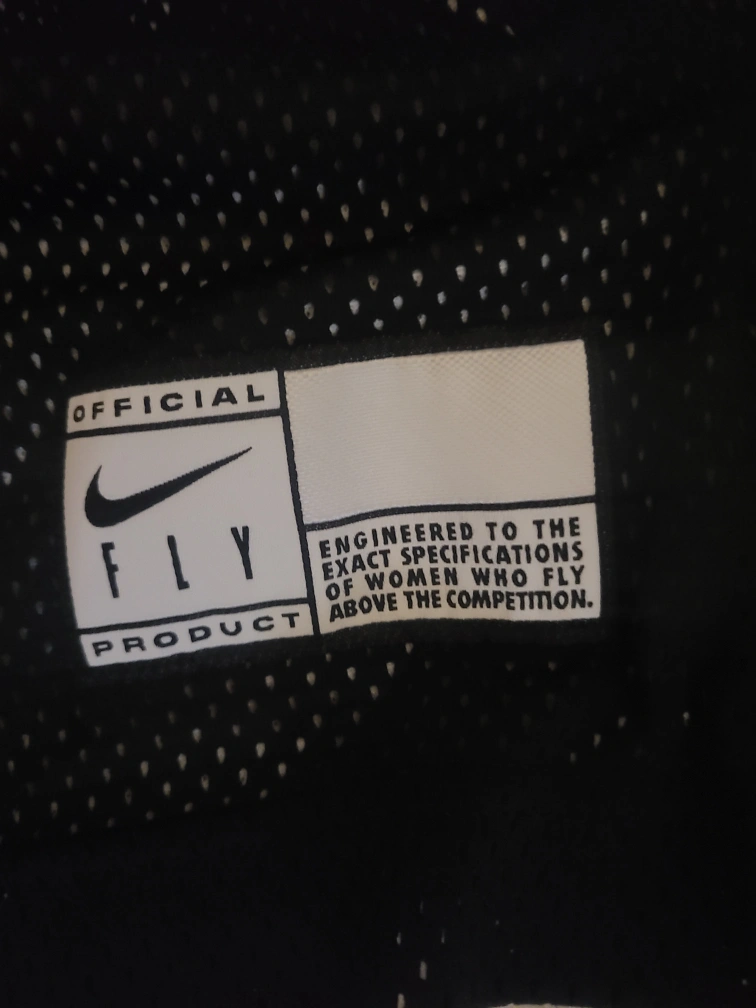 OFFICIAL
FLY
PRODUCT
ENGINEERED TO THE
EXACT SPECIFICATIONS
OF WOMEN WHO FLY
ABOVE THE COMPETITION.